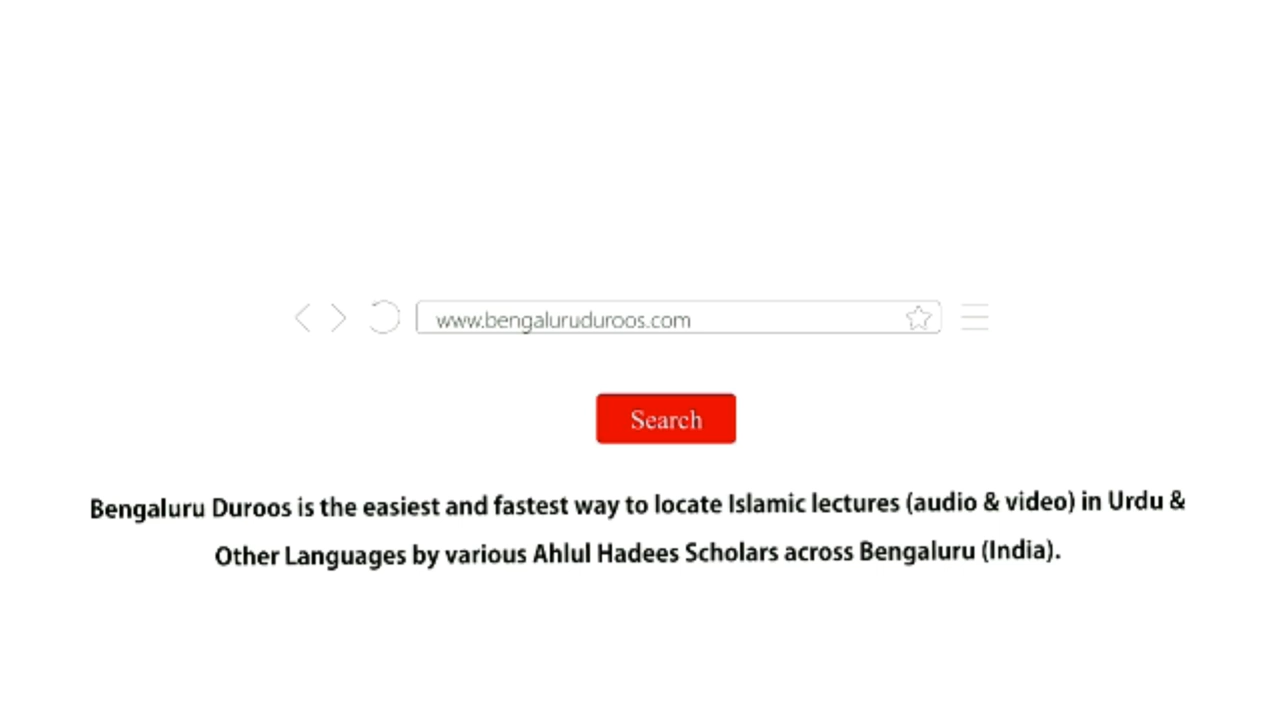 www.bengaluruduroos.com
Search
Bengaluru Duroos is the easiest and fastest way to locate Islamic lectures (audio & video) in Urdu &
Other Languages by various Ahlul Hadees Scholars across Bengaluru (India).